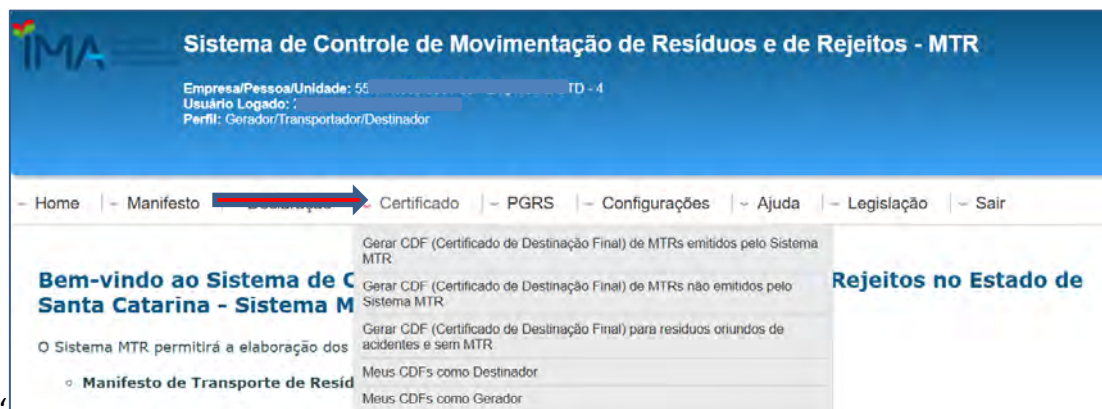 IMA
Sistema de Controle de Movimentação de Resíduos e de Rejeitos - MTR
Empresa/Pessoa/Unidade: 55 TD - 4
Usuário Logado:
Perfil: Gerador/Transportador/Destinador
Home Manifesto Certificado PGRS Configurações Ajuda Legislação Sair
Gerar CDF (Certificado de Destinação Final) de MTRs emitidos pelo Sistema
MTR
Gerar CDF (Certificado de Destinação Final) de MTRs não emitidos pelo
Sistema MTR
Gerar CDF (Certificado de Destinação Final) para resíduos oriundos de
acidentes e sem MTR
Meus CDFs como Destinador
Meus CDFs como Gerador
Bem-vindo ao Sistema de C Rejeitos no Estado de
Santa Catarina - Sistema M
O Sistema MTR permitirá a elaboração dos
Manifesto de Transporte de Resíd